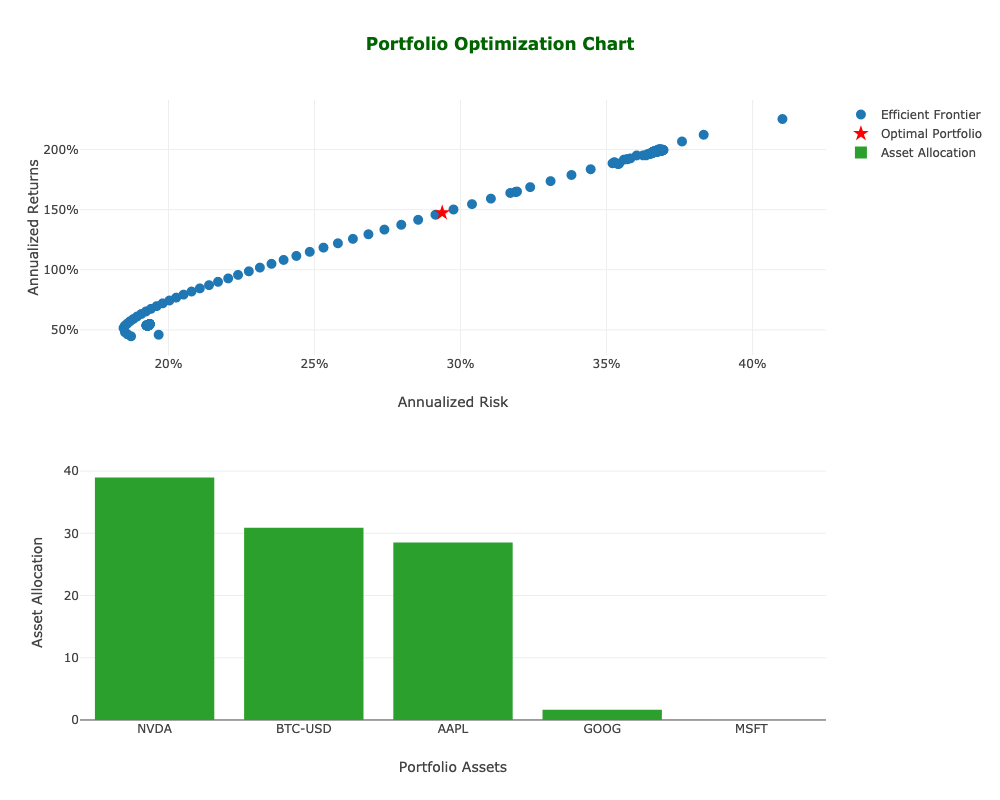 Portfolio Optimization Chart
Efficient Frontier
Optimal Portfolio
Asset Allocation
Annualized Returns
200%
150%
100%
50%
20%
25%
30%
35%
40%
Annualized Risk
Asset Allocation
40
30
20
10
0
NVDA
BTC-USD
AAPL
GOOG
MSFT
Portfolio Assets